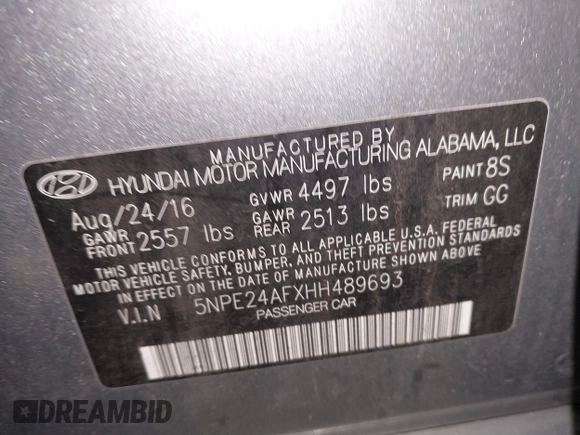 MANUFACTURED BY
HYUNDAI MOTOR MANUFACTURING ALABAMA, LLC
Aug/24/16 GVWR 4497 lbs PAINT 8S
GAWR FRONT 2557 lbs GAWR REAR 2513 lbs TRIM GG
THIS VEHICLE CONFORMS TO ALL APPLICABLE U.S.A. FEDERAL
MOTOR VEHICLE SAFETY, BUMPER, AND THEFT PREVENTION STANDARDS
IN EFFECT ON THE DATE OF MANUFACTURE SHOWN ABOVE.
V.I.N 5NPE24AFXHH489693
PASSENGER CAR
DREAMBID